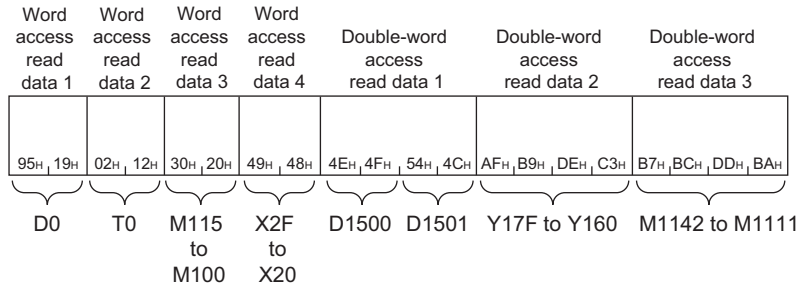 Word Word Word Word
access access access access Double-word Double-word Double-word
read read read read access access access
data 1 data 2 data 3 data 4 read data 1 read data 2 read data 3
95H 19H 02H 12H 30H 20H 49H 48H 4EH 4FH 54H 4CH AFH B9H DEH C3H B7H BCH DDH BAH
D0 T0 M115 X2F D1500 D1501 Y17F to Y160 M1142 to M1111
to to
M100 X20